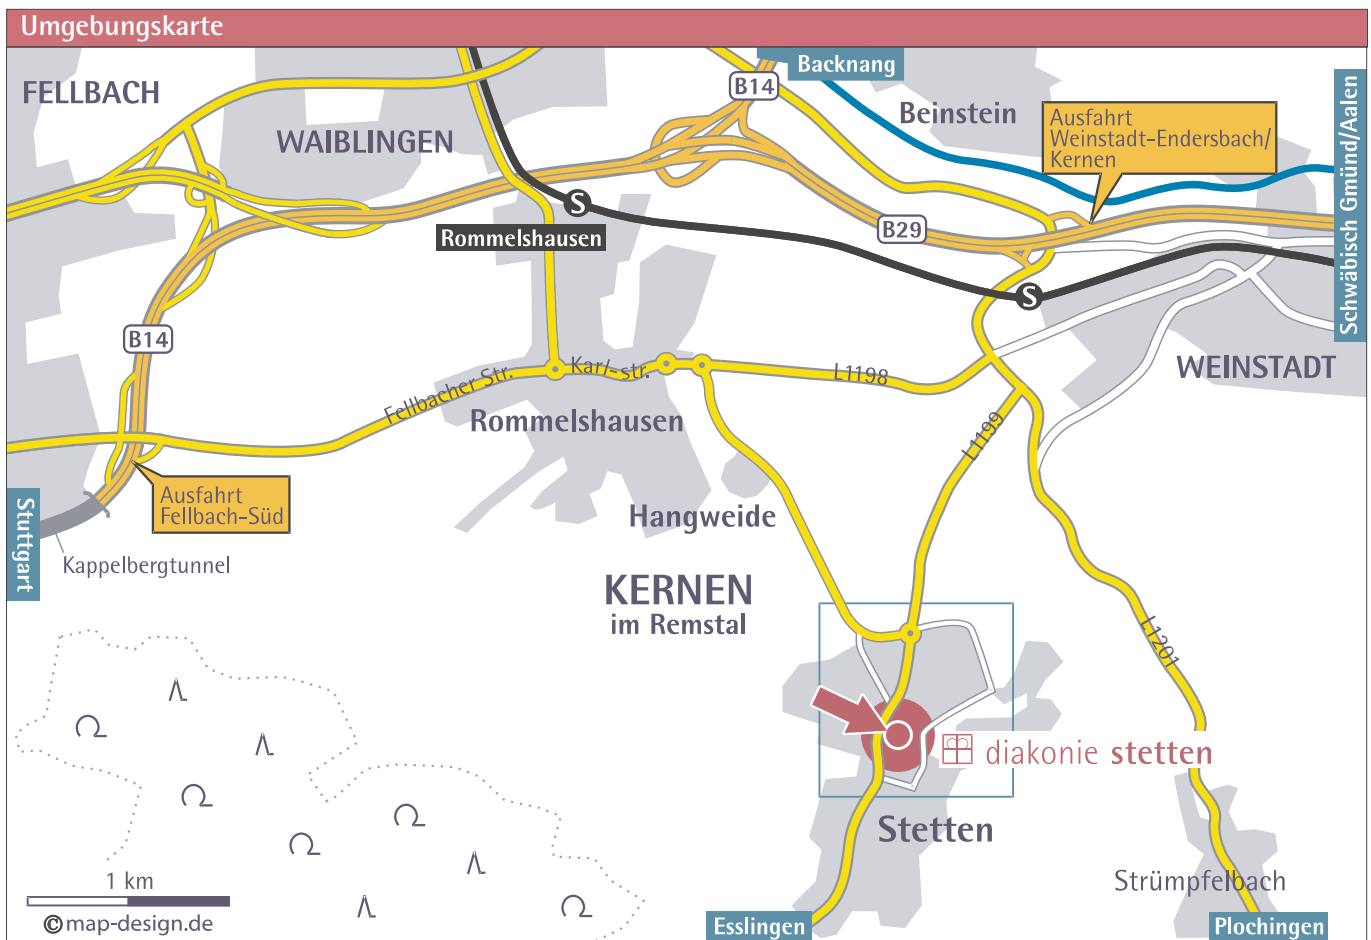 Umgebungskarte
FELLBACH
WAIBLINGEN
B14
Backnang
Beinstein
Ausfahrt
Weinstadt-Endersbach/
Kernen
Schwäbisch Gmünd/Aalen
S
Rommelshausen
B29
S
B14
WEINSTADT
Fellbacher Str.
Karl-str.
L1198
Rommelshausen
L1199
Ausfahrt
Fellbach-Süd
Stuttgart
Kappelbergtunnel
Hangweide
KERNEN
im Remstal
L1201
diakonie stetten
Stetten
Strümpfelbach
1 km
© map-design.de
Esslingen
Plochingen